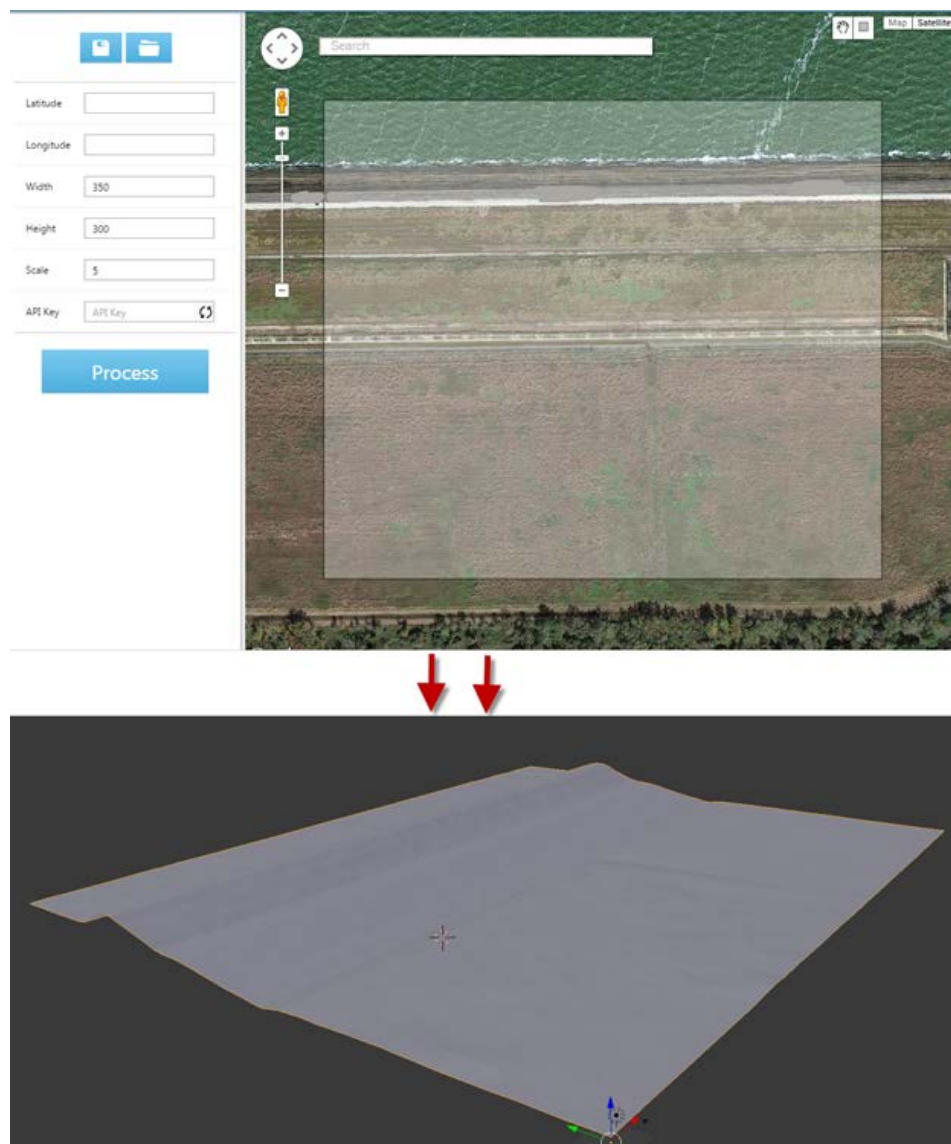 Search
Map Satellite
Latitude
Longitude
Width 350
Height 300
Scale 5
API Key API Key
Process